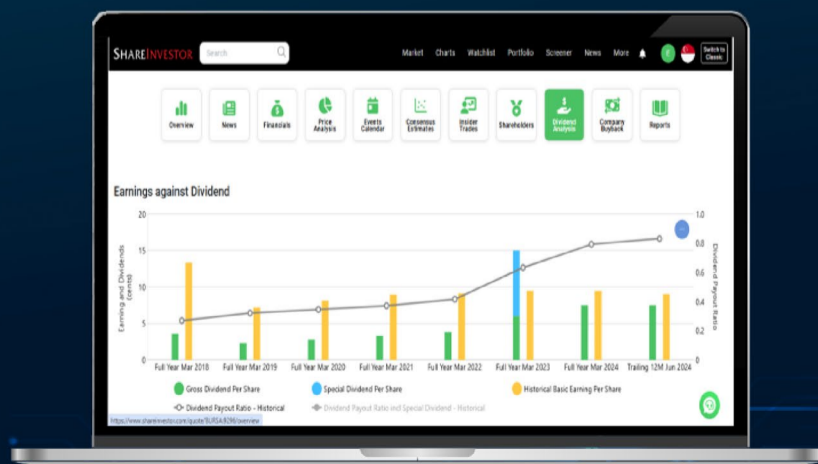 SHAREINVESTOR Search Market Charts Watchlist Portfolio Screener News More Switch to Classic
Overview News Financials Price Analysis Events Calendar Consensus Estimates Insider Trades Shareholders Dividend Analysis Company Buyback Reports
Earnings against Dividend
Earning and Dividends
(cents)
20
15
10
5
0
1.0
0.8
0.6
0.4
0.2
0
Dividend Payout Ratio
Full Year Mar 2018 Full Year Mar 2019 Full Year Mar 2020 Full Year Mar 2021 Full Year Mar 2022 Full Year Mar 2023 Full Year Mar 2024 Trailing 12M Jun 2024
Gross Dividend Per Share Special Dividend Per Share Historical Basic Earning Per Share
Dividend Payout Ratio - Historical Dividend Payout Ratio incl Special Dividend - Historical